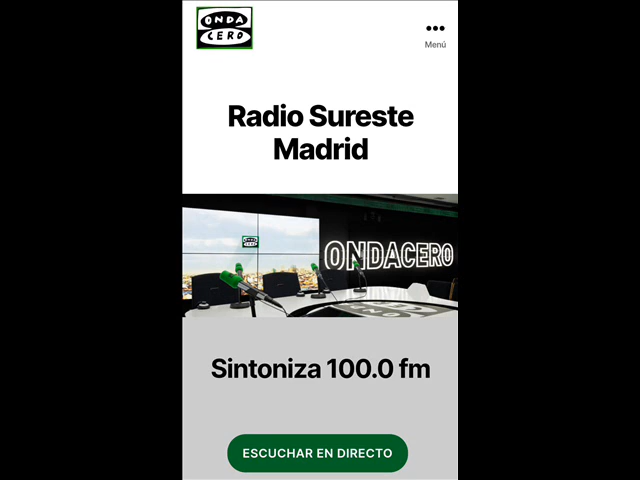 ONDA
CERO
Menú
Radio Sureste
Madrid
ONDACERO
Sintoniza 100.0 fm
ESCUCHAR EN DIRECTO